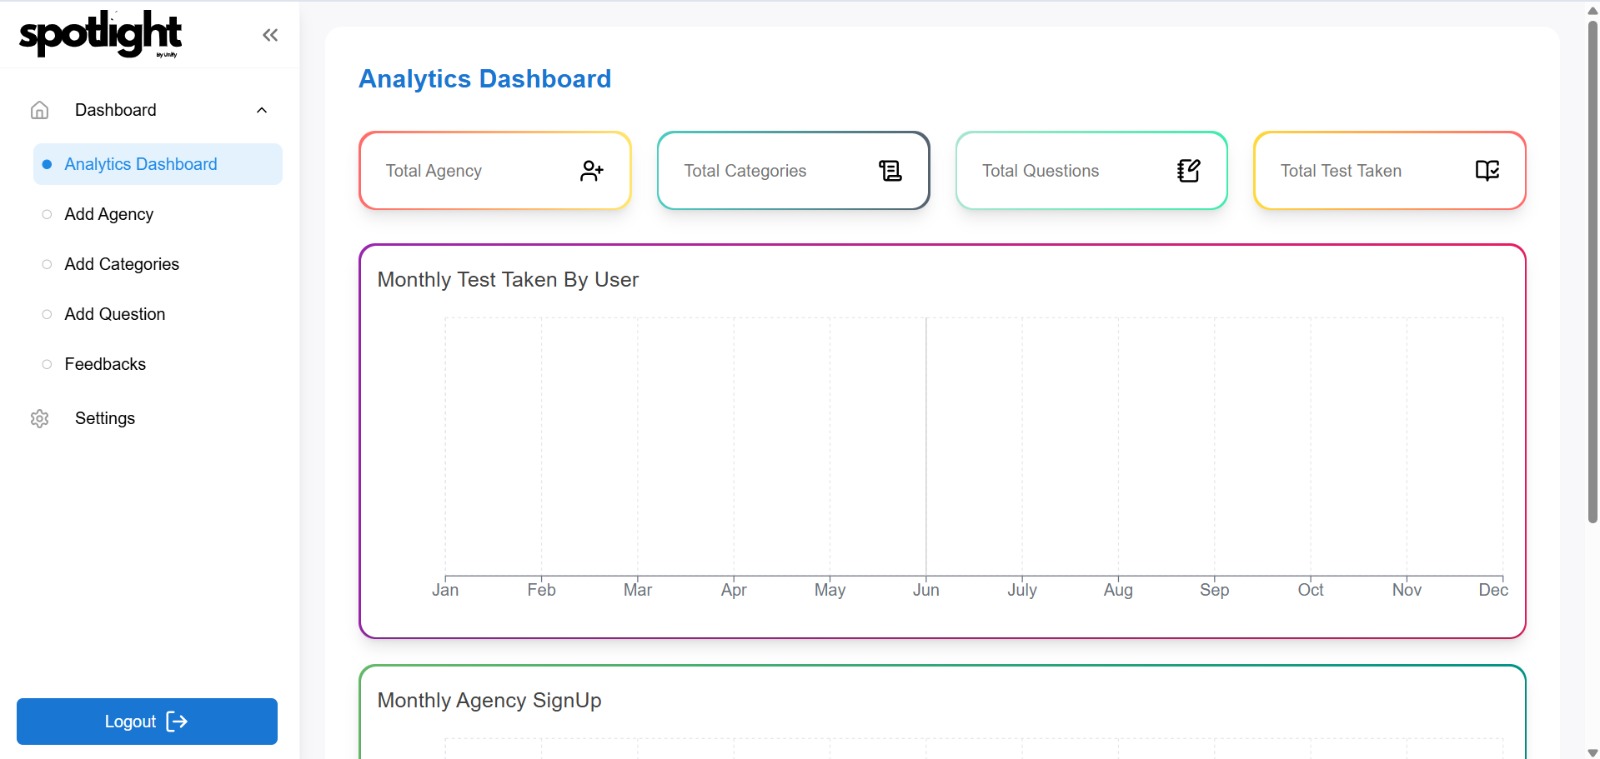 spotlight
By Unify
Dashboard
Analytics Dashboard
Add Agency
Add Categories
Add Question
Feedbacks
Settings
Logout
Analytics Dashboard
Total Agency
Total Categories
Total Questions
Total Test Taken
Monthly Test Taken By User
Jan Feb Mar Apr May Jun July Aug Sep Oct Nov Dec
Monthly Agency SignUp